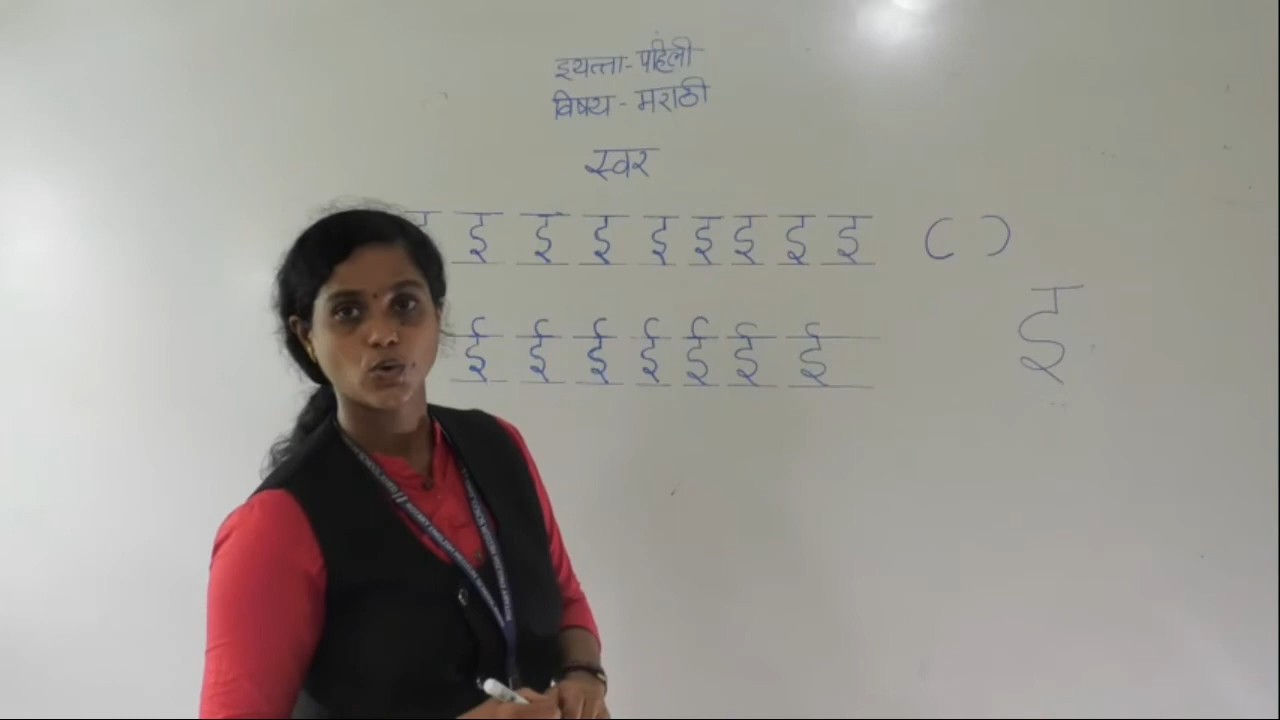 इयत्ता - पहिली
विषय - मराठी
स्वर
इ इ इ इ इ इ इ इ ( )
ई ई ई ई ई ई ई
इ